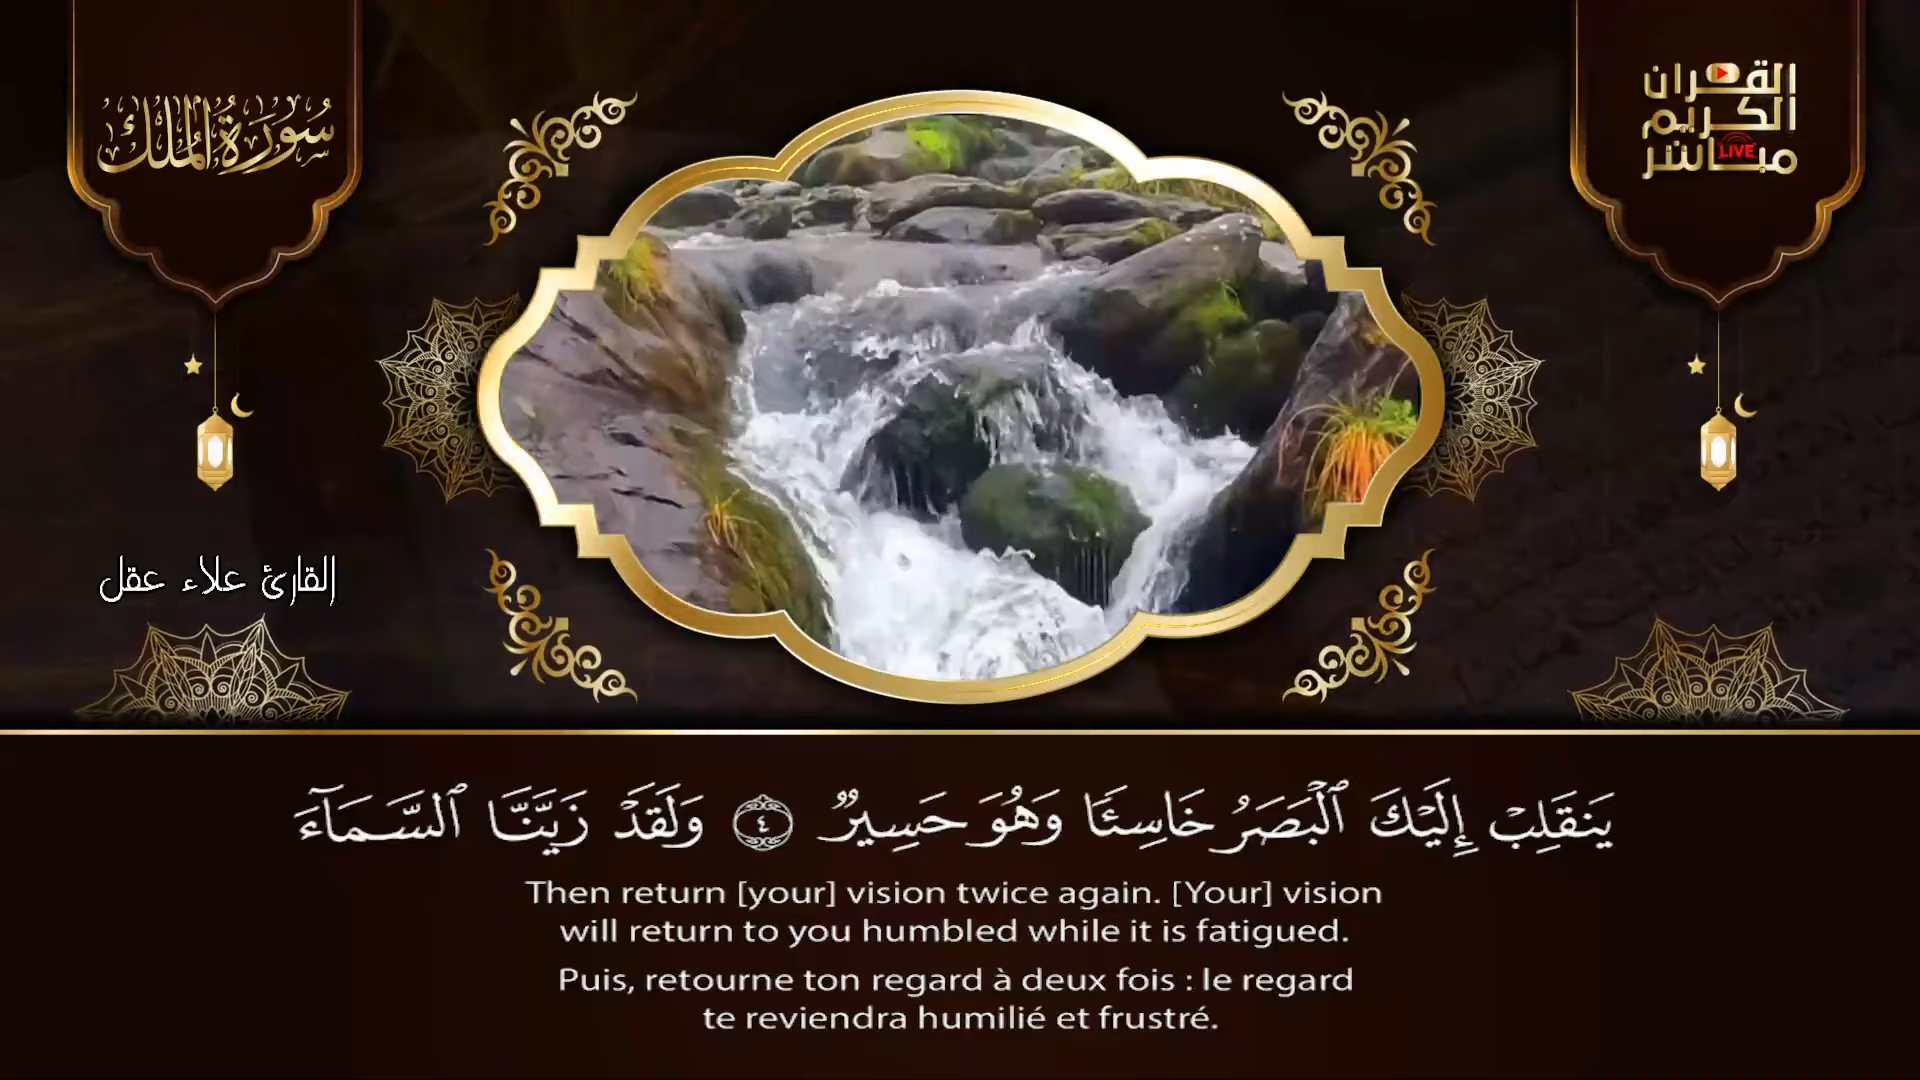 سُورَةُ المُلك
القرآن
الكريم
مباشر
LIVE
القارئ علاء عقل
يَنقَلِبْ إِلَيْكَ ٱلْبَصَرُ خَاسِئًا وَهُوَ حَسِيرٌ ٤ وَلَقَدْ زَيَّنَّا ٱلسَّمَآءَ
Then return [your] vision twice again. [Your] vision
will return to you humbled while it is fatigued.
Puis, retourne ton regard à deux fois : le regard
te reviendra humilié et frustré.